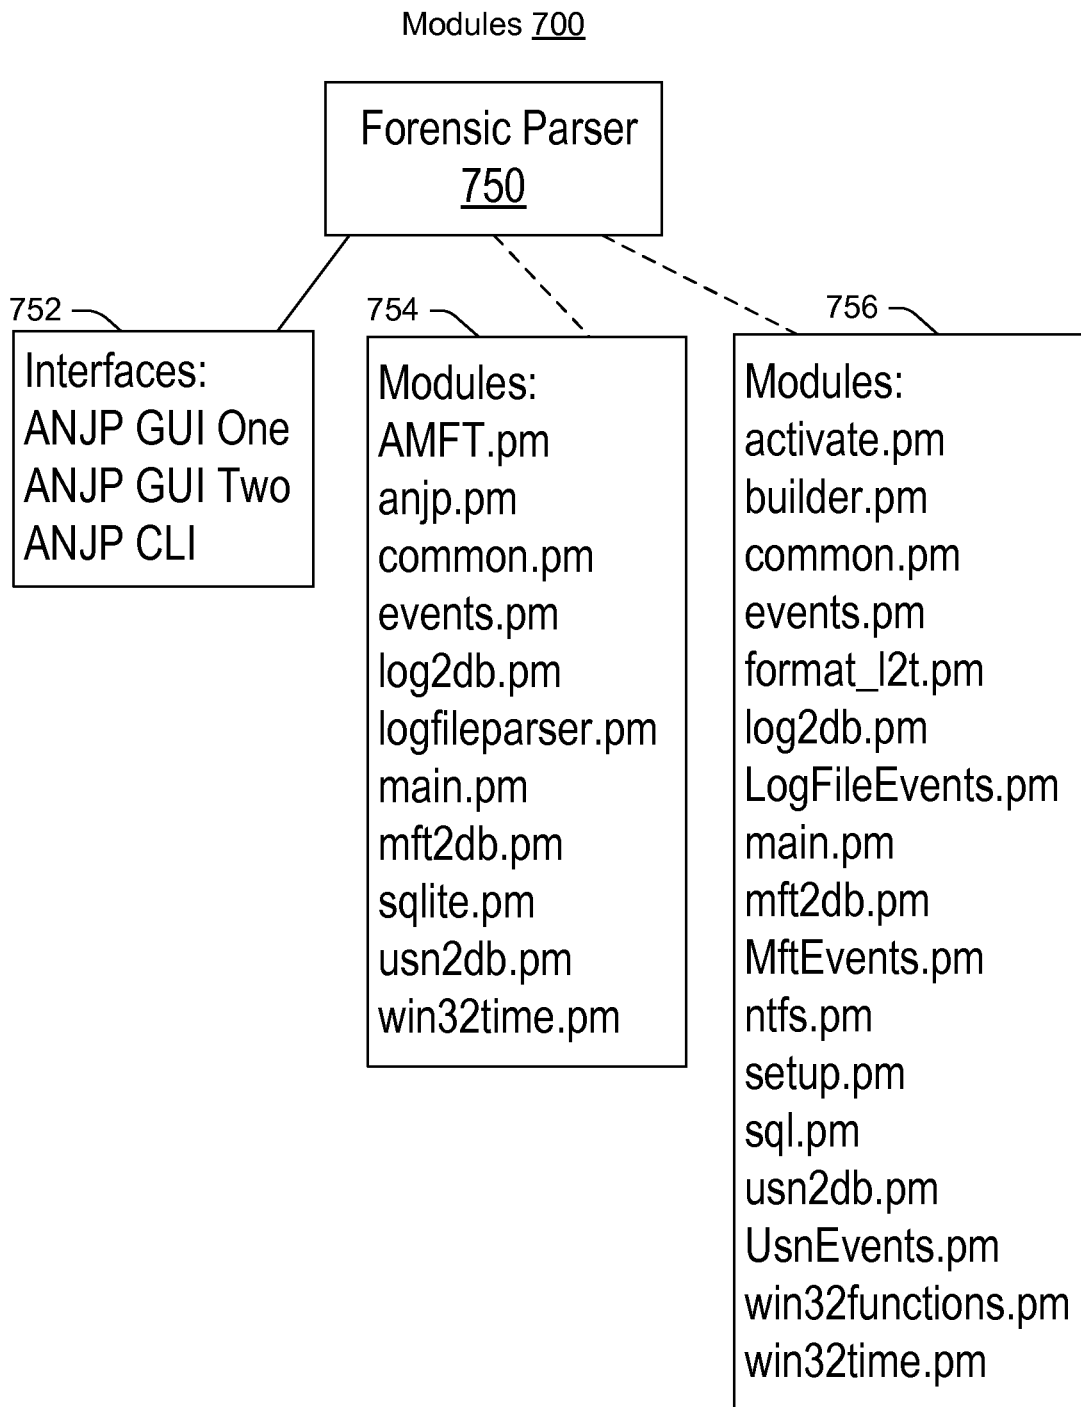 Modules 700
Forensic Parser
750
752
Interfaces:
ANJP GUI One
ANJP GUI Two
ANJP CLI
754
Modules:
AMFT.pm
anjp.pm
common.pm
events.pm
log2db.pm
logfileparser.pm
main.pm
mft2db.pm
sqlite.pm
usn2db.pm
win32time.pm
756
Modules:
activate.pm
builder.pm
common.pm
events.pm
format_l2t.pm
log2db.pm
LogFileEvents.pm
main.pm
mft2db.pm
MftEvents.pm
ntfs.pm
setup.pm
sql.pm
usn2db.pm
UsnEvents.pm
win32functions.pm
win32time.pm